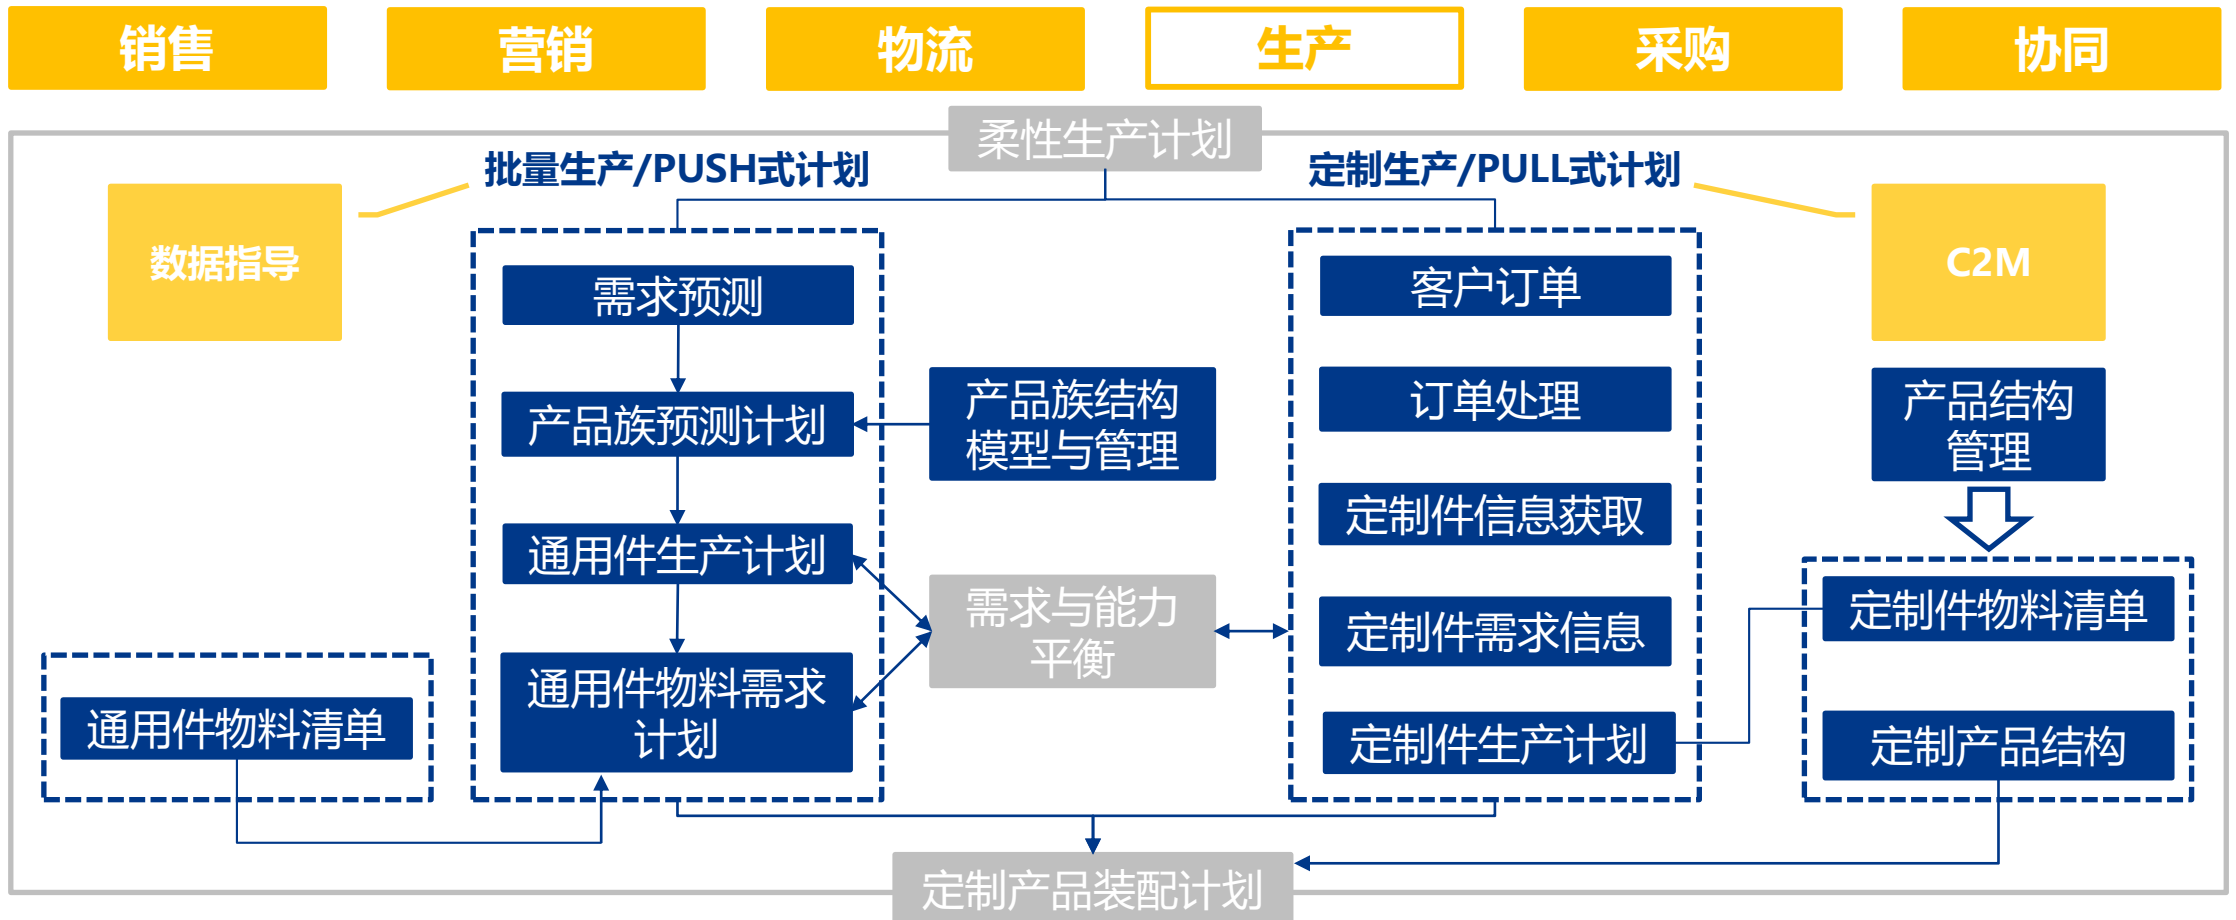 销售
营销
物流
生产
采购
协同
柔性生产计划
批量生产/PUSH式计划
定制生产/PULL式计划
数据指导
C2M
需求预测
产品族预测计划
通用件生产计划
通用件物料需求
计划
产品族结构
模型与管理
需求与能力
平衡
客户订单
订单处理
定制件信息获取
定制件需求信息
定制件生产计划
产品结构
管理
定制件物料清单
定制产品结构
通用件物料清单
定制产品装配计划